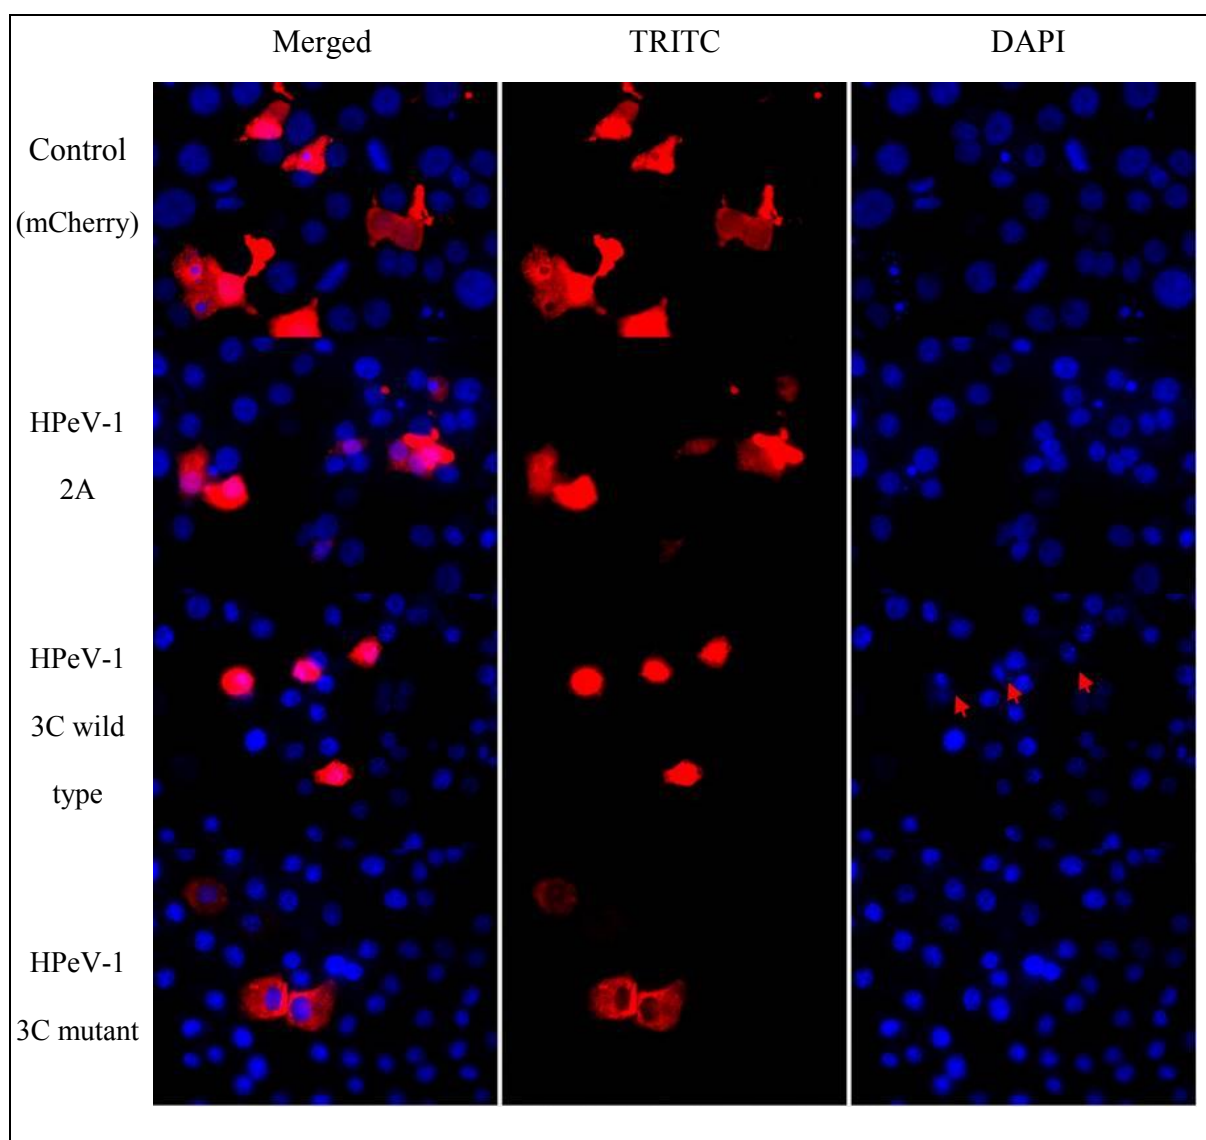 Merged TRITC DAPI
Control
(mCherry)
HPeV-1
2A
HPeV-1
3C wild
type
HPeV-1
3C mutant